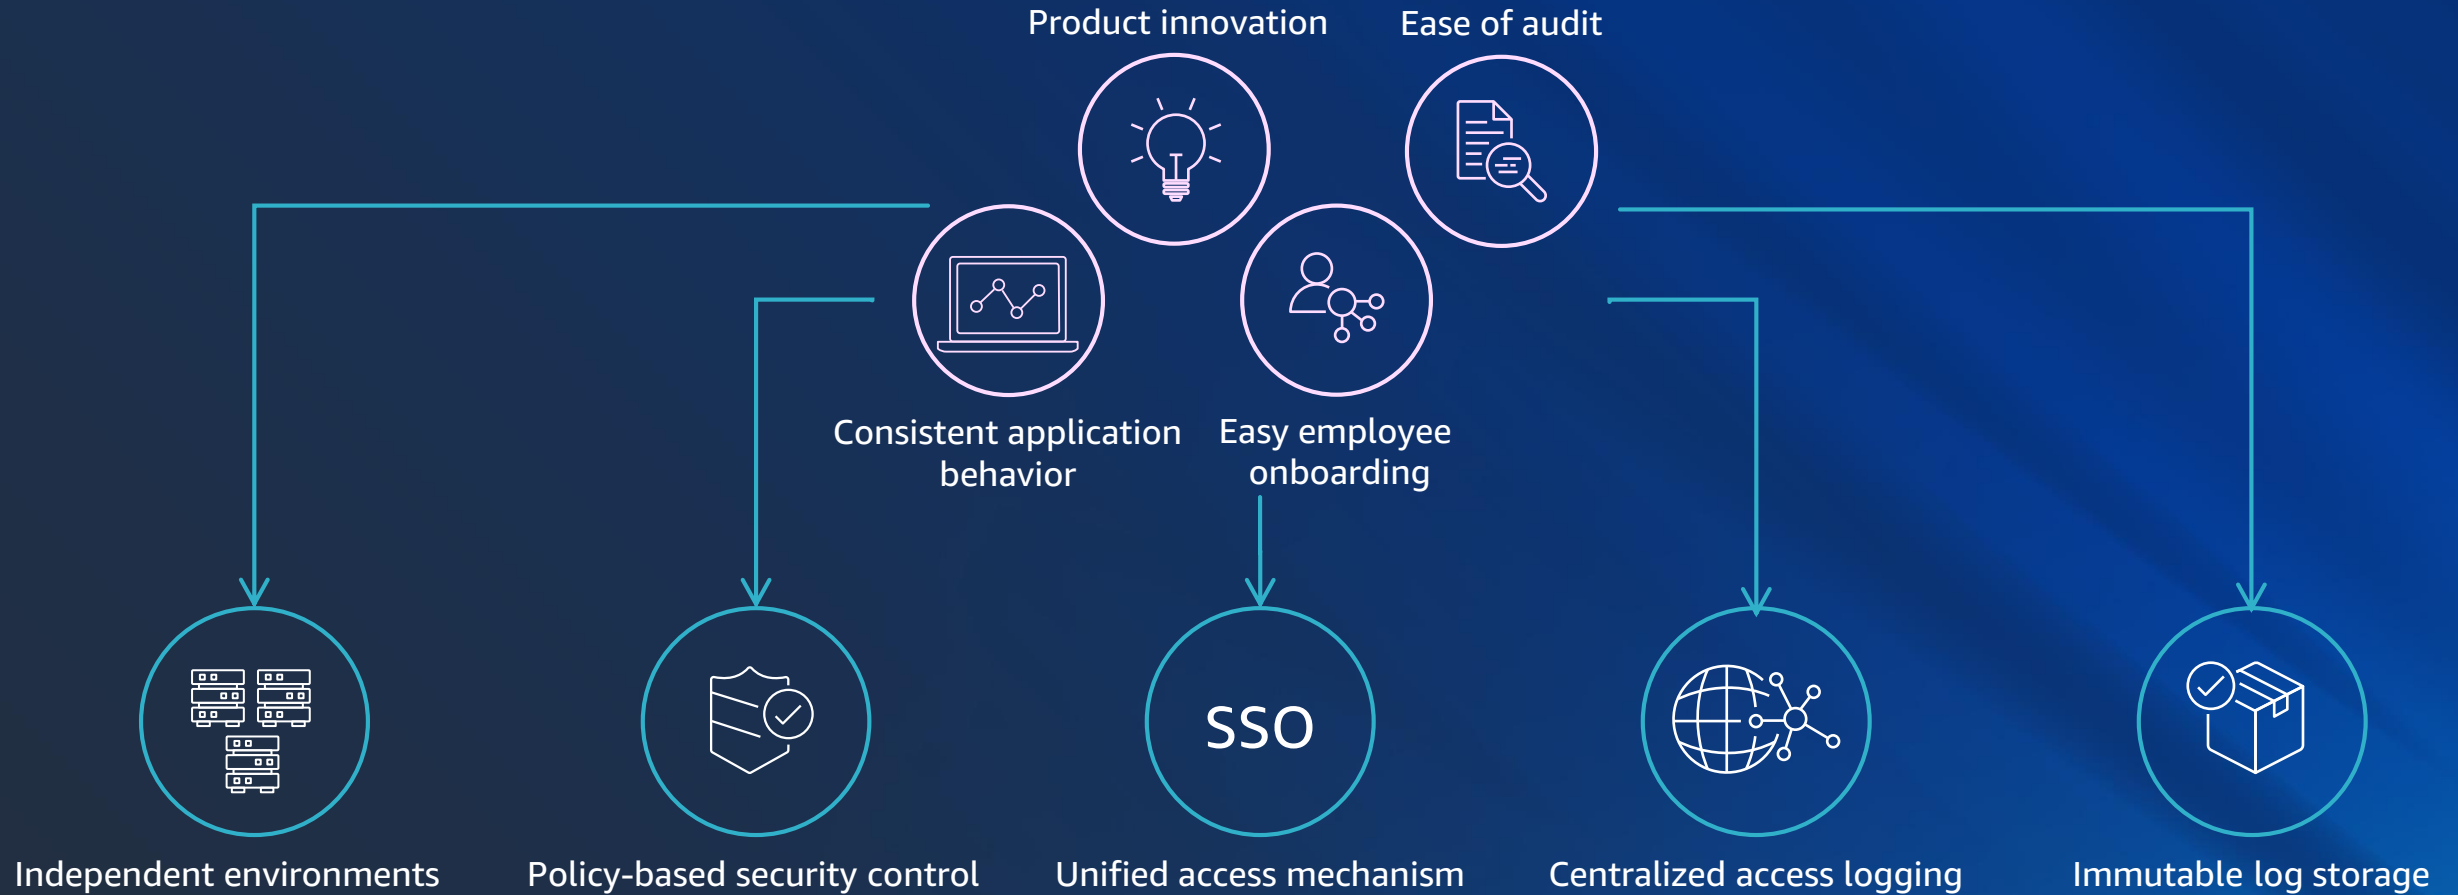 Product innovation
Ease of audit
Consistent application
behavior
Easy employee
onboarding
SSO
Independent environments
Policy-based security control
Unified access mechanism
Centralized access logging
Immutable log storage